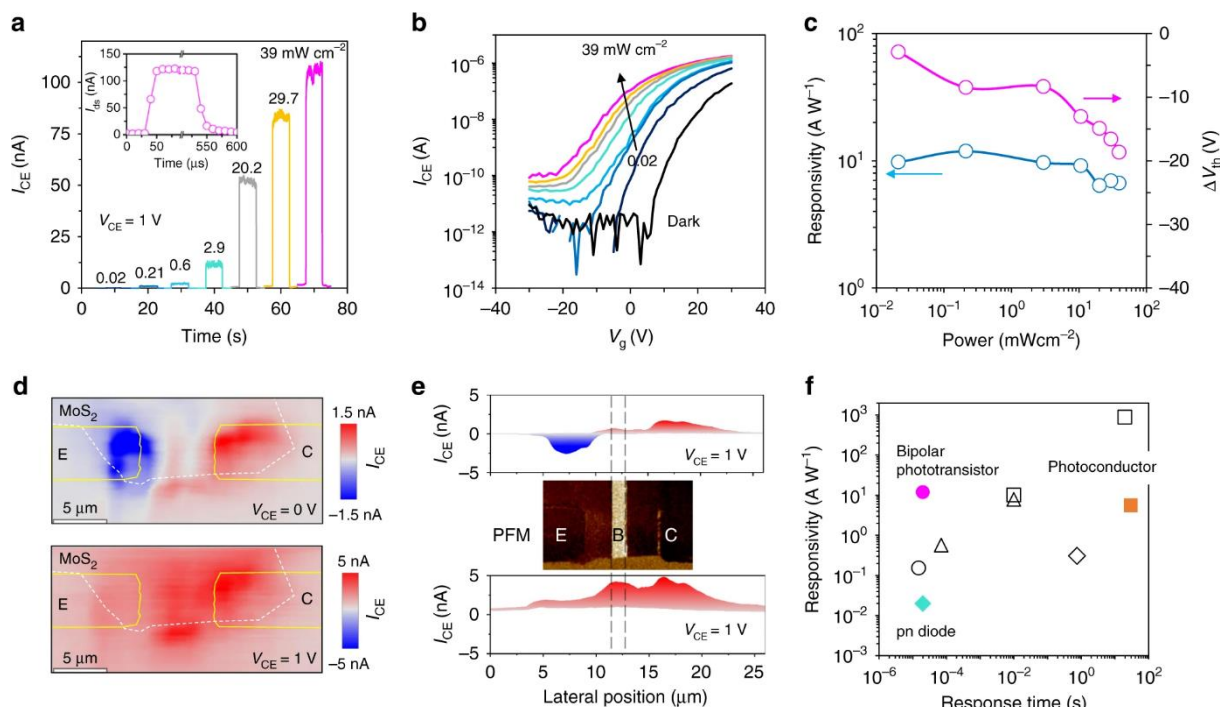 a
I_CE (nA)
100
75
50
25
0
0 10 20 30 40 50 60 70 80
Time (s)
V_CE = 1 V
0.02
0.21
0.6
2.9
20.2
29.7
39 mW cm⁻²
I_ds (nA)
150
100
50
0
0 50 550 600
Time (μs)
b
I_CE (A)
10⁻⁶
10⁻⁸
10⁻¹⁰
10⁻¹²
10⁻¹⁴
−40 −20 0 20 40
V_g (V)
39 mW cm⁻²
0.02
Dark
c
Responsivity (A W⁻¹)
10²
10¹
10⁰
10⁻² 10⁻¹ 10⁰ 10¹ 10²
Power (mWcm⁻²)
0
−10
−20
−30
−40
ΔV_th (V)
d
MoS₂
E
C
5 μm
V_CE = 0 V
1.5 nA
I_CE
−1.5 nA
MoS₂
E
C
5 μm
V_CE = 1 V
5 nA
I_CE
−5 nA
e
I_CE (nA)
5
0
−5
V_CE = 1 V
PFM
E
B
C
I_CE (nA)
5
0
−5
V_CE = 1 V
0 5 10 15 20 25
Lateral position (μm)
f
Responsivity (A W⁻¹)
10³
10²
10¹
10⁰
10⁻¹
10⁻²
10⁻³
10⁻⁶ 10⁻⁴ 10⁻² 10⁰ 10²
Response time (s)
Bipolar
phototransistor
Photoconductor
pn diode